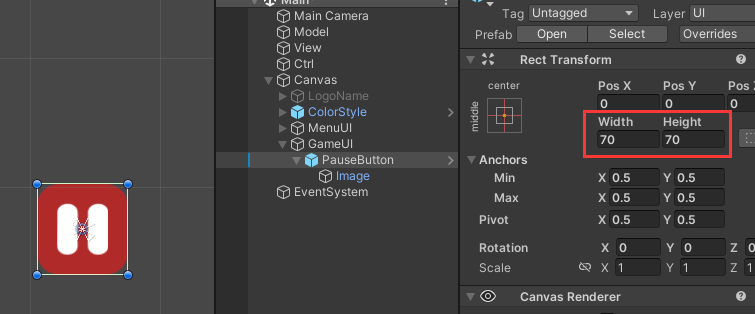 Main
Main Camera
Model
View
Ctrl
Canvas
LogoName
ColorStyle
MenuUI
GameUI
PauseButton
Image
EventSystem
Tag Untagged Layer UI
Prefab Open Select Overrides
Rect Transform
center
middle
Pos X Pos Y Pos Z
0 0 0
Width Height
70 70
Anchors
Min X 0.5 Y 0.5
Max X 0.5 Y 0.5
Pivot X 0.5 Y 0.5
Rotation X 0 Y 0 Z 0
Scale X 1 Y 1 Z 1
Canvas Renderer